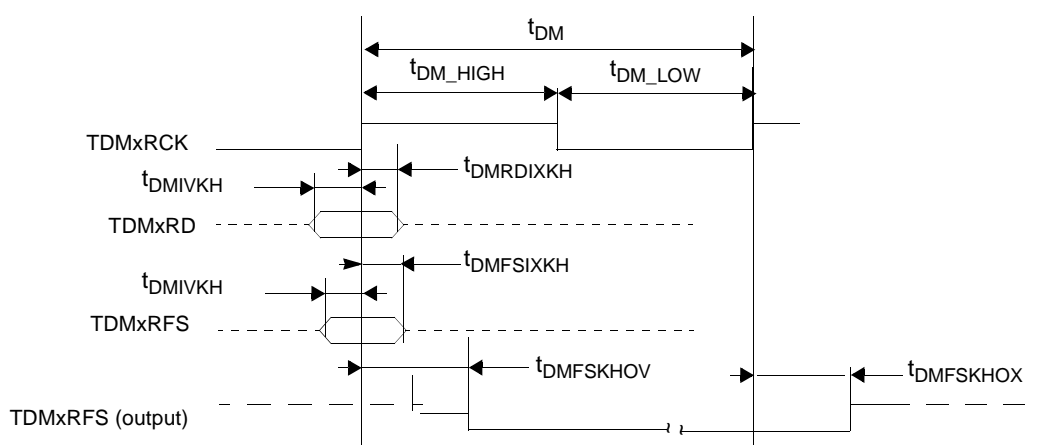 tDM
tDM_HIGH
tDM_LOW
TDMxRCK
tDMRDIXKH
tDMIVKH
TDMxRD
tDMFSIXKH
tDMIVKH
TDMxRFS
tDMFSKHOV
tDMFSKHOX
TDMxRFS (output)